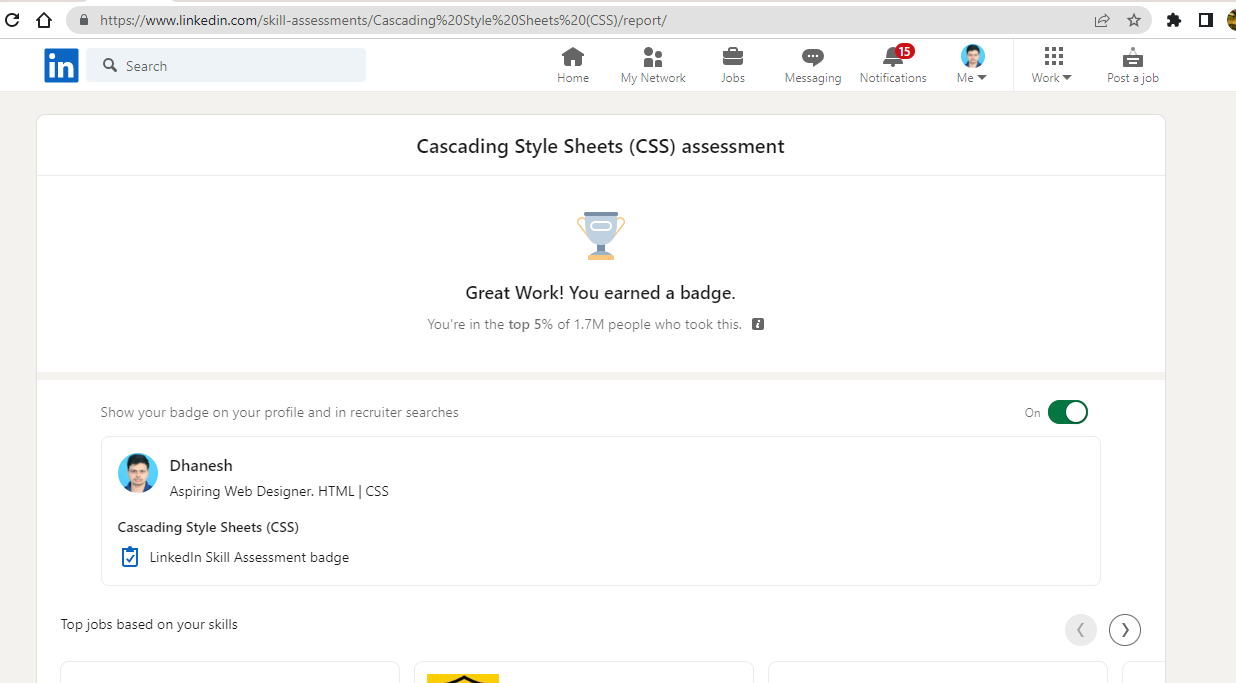 https://www.linkedin.com/skill-assessments/Cascading%20Style%20Sheets%20(CSS)/report/
in
Search
Home
My Network
Jobs
Messaging
15
Notifications
Me
Work
Post a job
Cascading Style Sheets (CSS) assessment
Great Work! You earned a badge.
You're in the top 5% of 1.7M people who took this.
Show your badge on your profile and in recruiter searches
On
Dhanesh
Aspiring Web Designer. HTML | CSS
Cascading Style Sheets (CSS)
LinkedIn Skill Assessment badge
Top jobs based on your skills